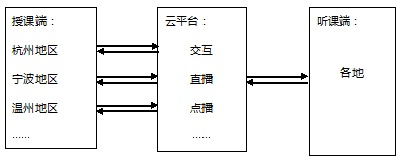 授课端：
杭州地区
宁波地区
温州地区
......
云平台：
交互
直播
点播
......
听课端：
各地